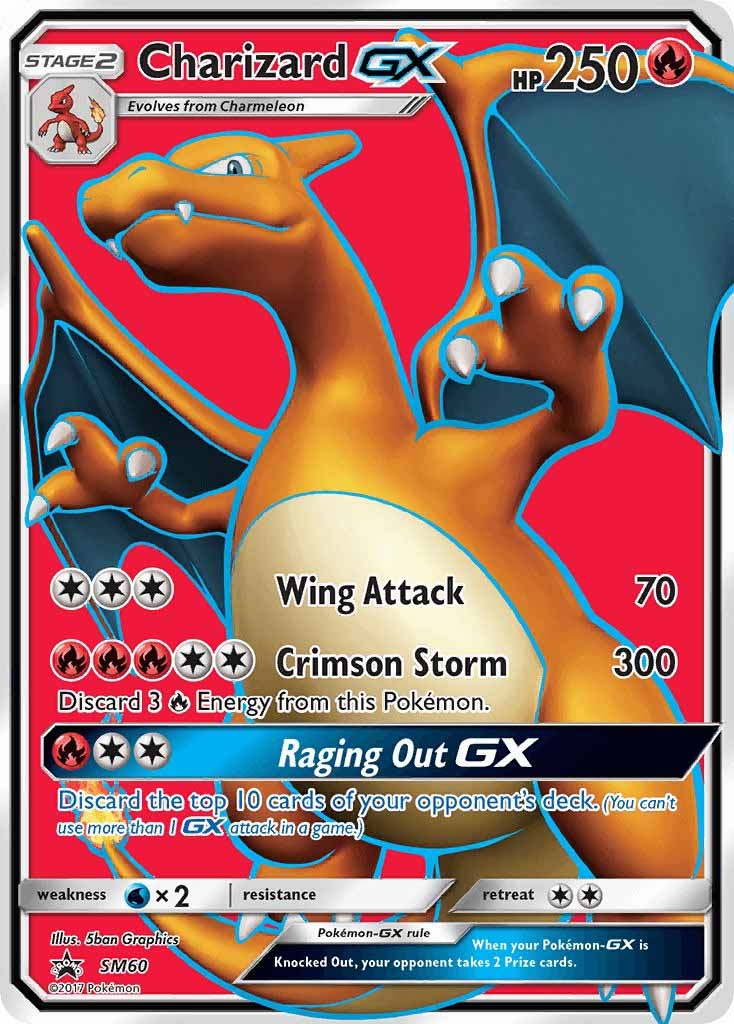 STAGE2 Charizard GX HP250
Evolves from Charmeleon
Wing Attack 70
Crimson Storm 300
Discard 3 Energy from this Pokémon.
Raging Out GX
Discard the top 10 cards of your opponent's deck. (You can't
use more than 1 GX attack in a game.)
weakness ×2 resistance retreat
Illus. 5ban Graphics
SM60
©2017 Pokémon
Pokémon-GX rule
When your Pokémon-GX is
Knocked Out, your opponent takes 2 Prize cards.